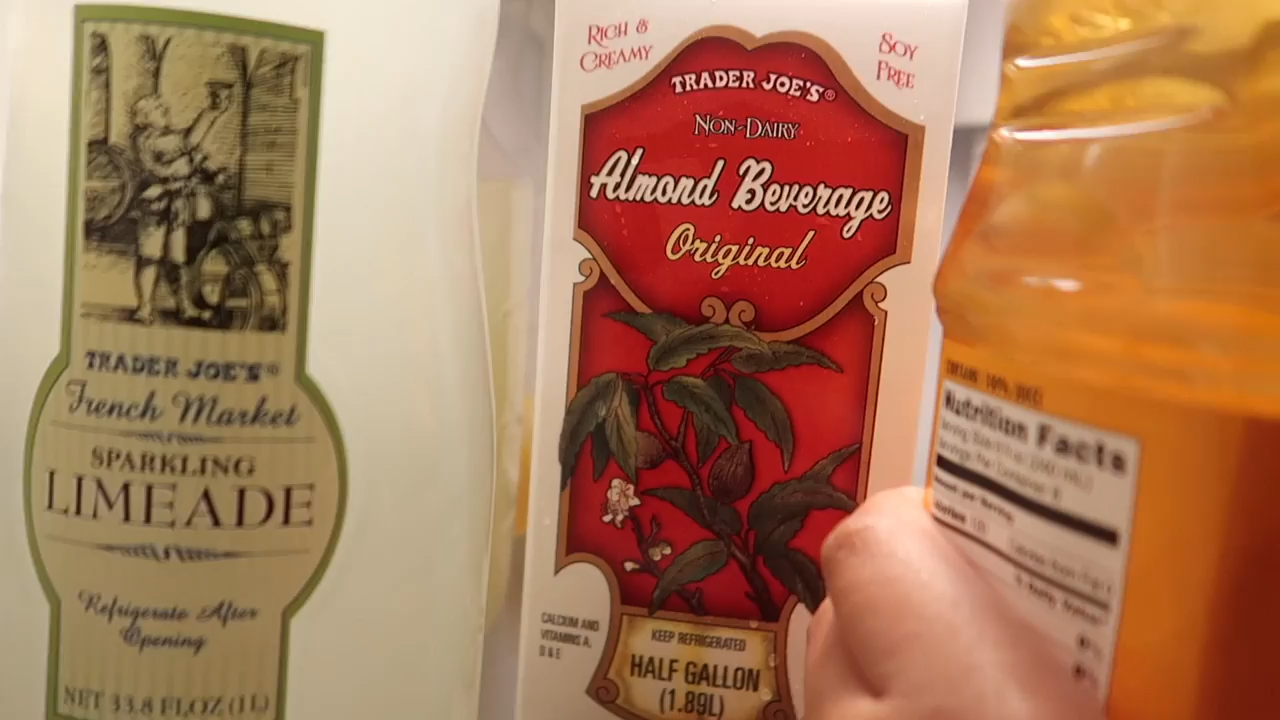 TRADER JOE'S®
French Market
SPARKLING
LIMEADE
Refrigerate After
Opening
NET 33.8 FL OZ (1L)
RICH &
CREAMY
SOY
FREE
TRADER JOE'S®
NON-DAIRY
Almond Beverage
Original
CALCIUM AND
VITAMINS A,
D & E
KEEP REFRIGERATED
HALF GALLON
(1.89L)
Nutrition Facts